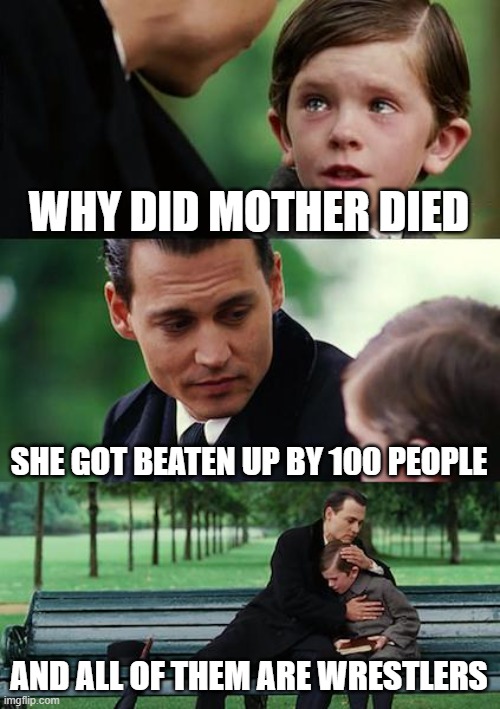 WHY DID MOTHER DIED
SHE GOT BEATEN UP BY 100 PEOPLE
AND ALL OF THEM ARE WRESTLERS
imgflip.com